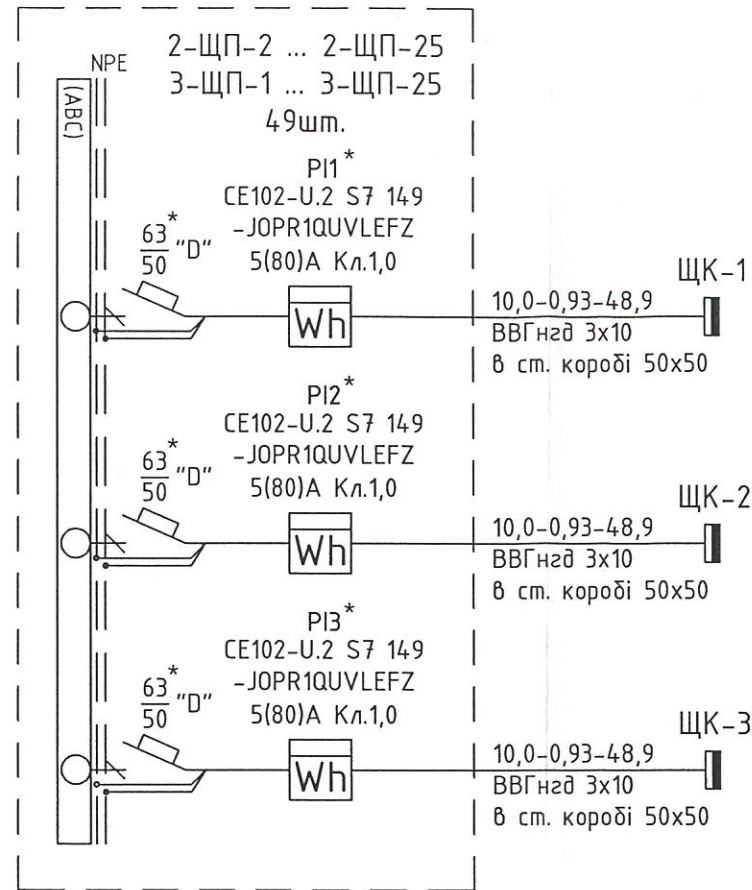 2-ЩП-2 ... 2-ЩП-25
NPE
3-ЩП-1 ... 3-ЩП-25
49шт.
(ABC)
PI1*
CE102-U.2 S7 149
-JOPR1QUVLEFZ
5(80)А Кл.1,0
63*
50
"D"
Wh
ЩК-1
10,0-0,93-48,9
ВВГнгд 3х10
в ст. коробі 50х50
PI2*
CE102-U.2 S7 149
-JOPR1QUVLEFZ
5(80)А Кл.1,0
63*
50
"D"
Wh
ЩК-2
10,0-0,93-48,9
ВВГнгд 3х10
в ст. коробі 50х50
PI3*
CE102-U.2 S7 149
-JOPR1QUVLEFZ
5(80)А Кл.1,0
63*
50
"D"
Wh
ЩК-3
10,0-0,93-48,9
ВВГнгд 3х10
в ст. коробі 50х50